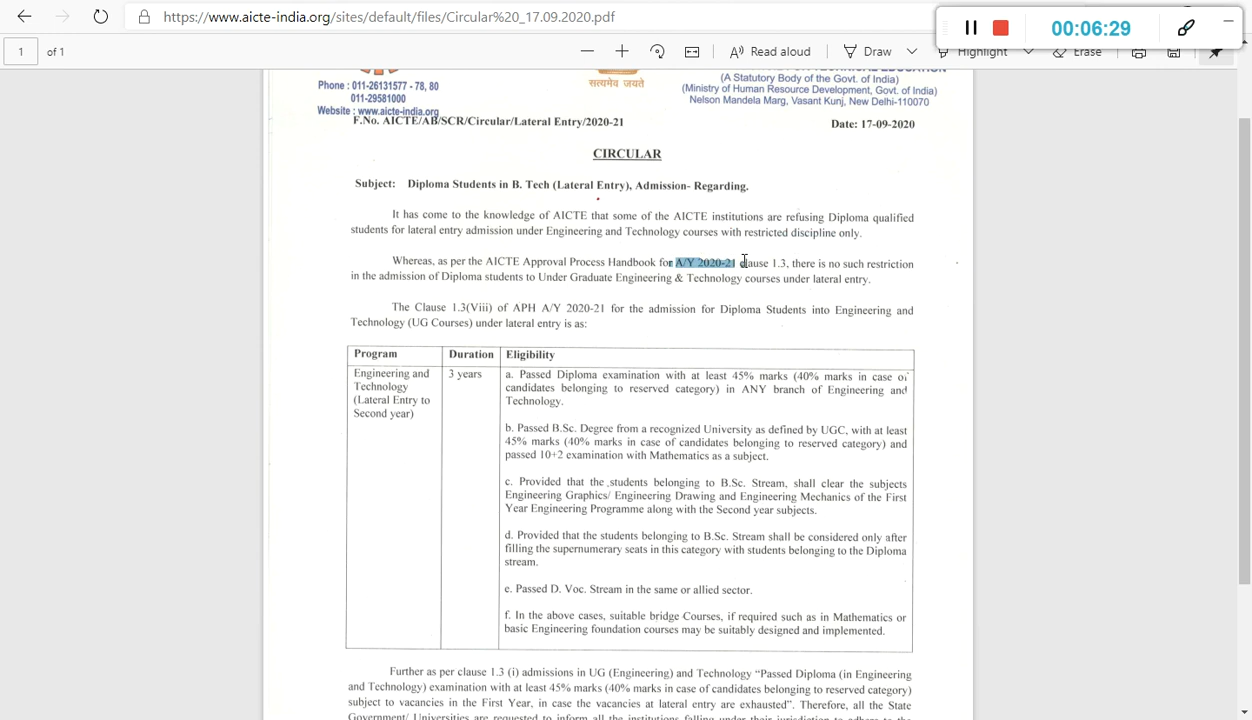 https://www.aicte-india.org/sites/default/files/Circular%20_17.09.2020.pdf
00:06:29
1 of 1
Read aloud
Draw
Highlight
Erase
Phone : 011-26131577 - 78, 80
011-29581000
Website : www.aicte-india.org
सत्यमेव जयते
(A Statutory Body of the Govt. of India)
(Ministry of Human Resource Development, Govt. of India)
Nelson Mandela Marg, Vasant Kunj, New Delhi-110070
F.No. AICTE/AB/SCR/Circular/Lateral Entry/2020-21
Date: 17-09-2020
CIRCULAR
Subject: Diploma Students in B. Tech (Lateral Entry), Admission- Regarding.
It has come to the knowledge of AICTE that some of the AICTE institutions are refusing Diploma qualified
students for lateral entry admission under Engineering and Technology courses with restricted discipline only.
Whereas, as per the AICTE Approval Process Handbook for A/Y 2020-21 clause 1.3, there is no such restriction
in the admission of Diploma students to Under Graduate Engineering & Technology courses under lateral entry.
The Clause 1.3(Viii) of APH A/Y 2020-21 for the admission for Diploma Students into Engineering and
Technology (UG Courses) under lateral entry is as:
Program Duration Eligibility
Engineering and
Technology
(Lateral Entry to
Second year)
3 years
a. Passed Diploma examination with at least 45% marks (40% marks in case of
candidates belonging to reserved category) in ANY branch of Engineering and
Technology.
b. Passed B.Sc. Degree from a recognized University as defined by UGC, with at least
45% marks (40% marks in case of candidates belonging to reserved category) and
passed 10+2 examination with Mathematics as a subject.
c. Provided that the students belonging to B.Sc. Stream, shall clear the subjects
Engineering Graphics/ Engineering Drawing and Engineering Mechanics of the First
Year Engineering Programme along with the Second year subjects.
d. Provided that the students belonging to B.Sc. Stream shall be considered only after
filling the supernumerary seats in this category with students belonging to the Diploma
stream.
e. Passed D. Voc. Stream in the same or allied sector.
f. In the above cases, suitable bridge Courses, if required such as in Mathematics or
basic Engineering foundation courses may be suitably designed and implemented.
Further as per clause 1.3 (i) admissions in UG (Engineering) and Technology “Passed Diploma (in Engineering
and Technology) examination with at least 45% marks (40% marks in case of candidates belonging to reserved category)
subject to vacancies in the First Year, in case the vacancies at lateral entry are exhausted”. Therefore, all the State
Government/ Universities are requested to inform all the institutions falling under their jurisdiction to adhere to the